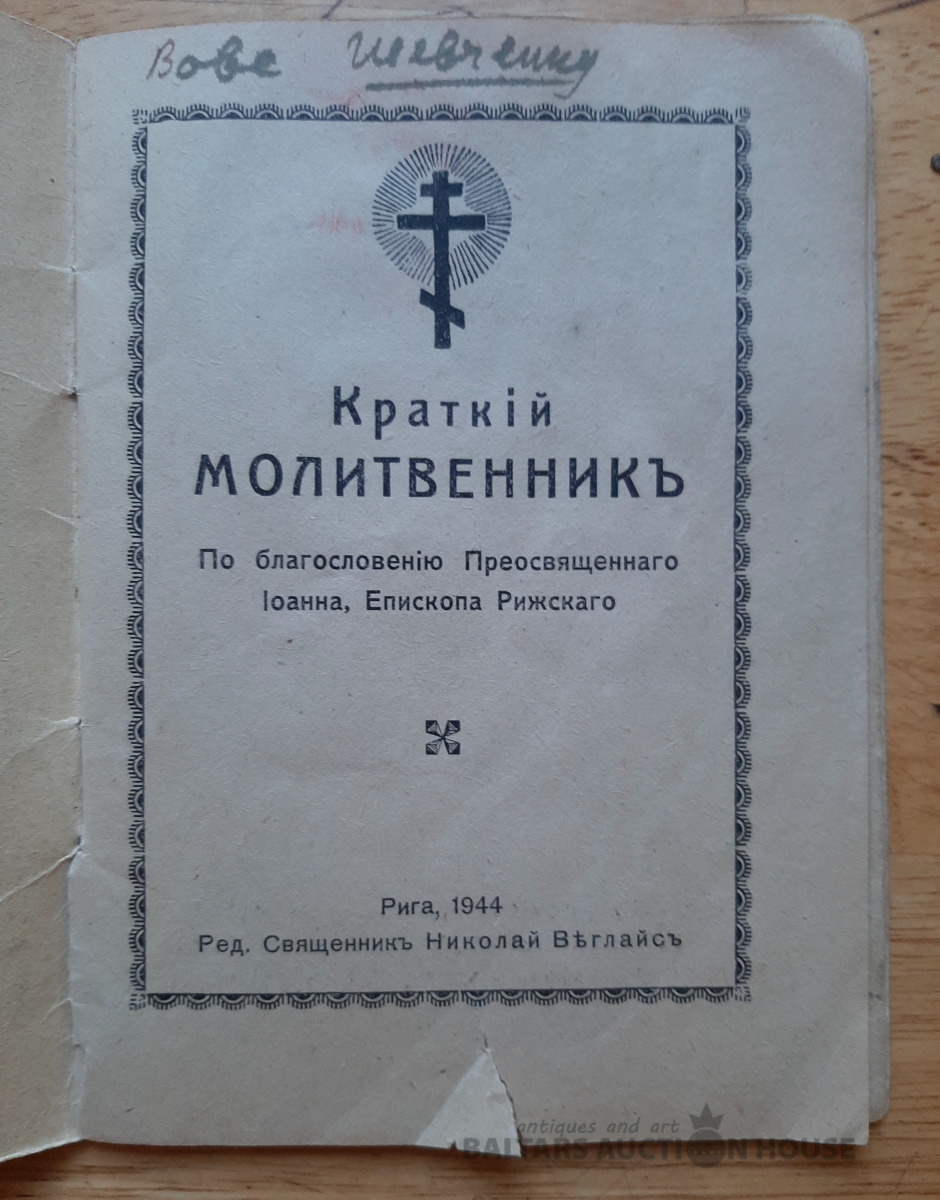 Вове Шевченку
Краткій
МОЛИТВЕННИКЪ
По благословенію Преосвященнаго
Іоанна, Епископа Рижскаго
Рига, 1944
Ред. Священникъ Николай Вѣглайсъ
antiques and art
BALTARS AUCTION HOUSE